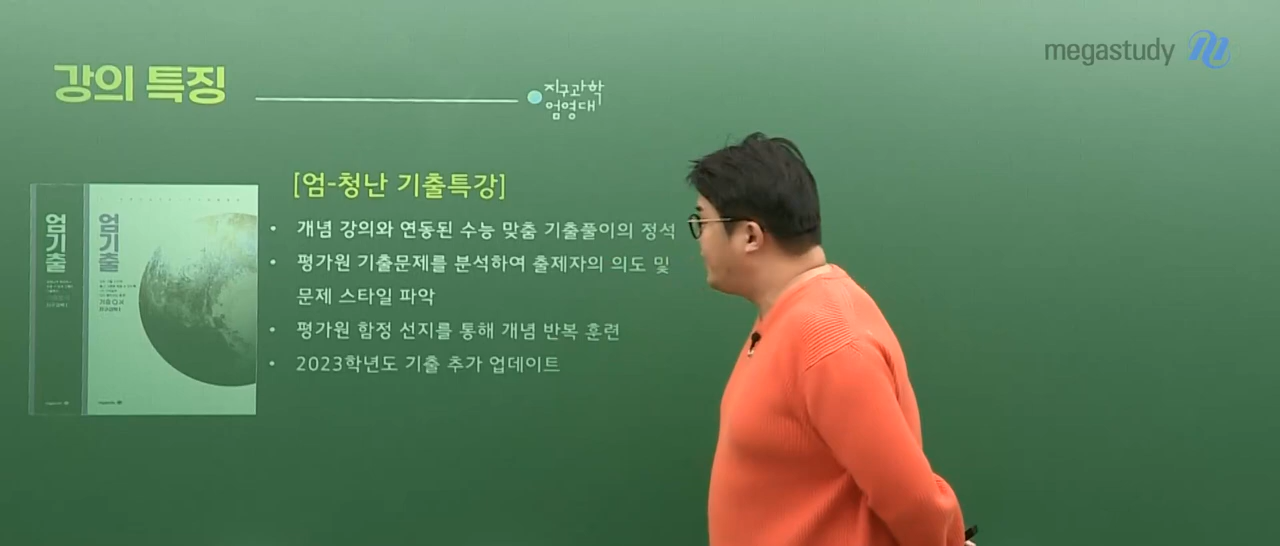 megastudy
강의 특징
지구과학
엄영대
[엄-청난 기출특강]
• 개념 강의와 연동된 수능 맞춤 기출풀이의 정석
• 평가원 기출문제를 분석하여 출제자의 의도 및
문제 스타일 파악
• 평가원 함정 선지를 통해 개념 반복 훈련
• 2023학년도 기출 추가 업데이트
엄
기
출
엄
기
출